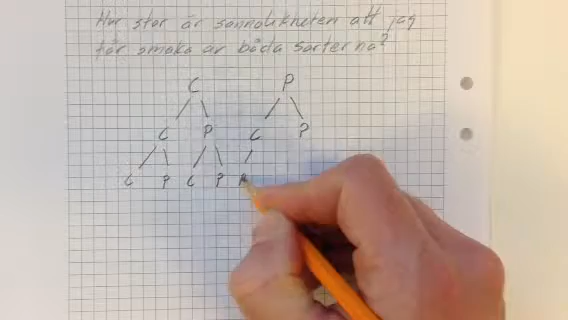 Hur stor är sannolikheten att jag
får smaka av båda sorterna?
C P
C P C P
C P C P